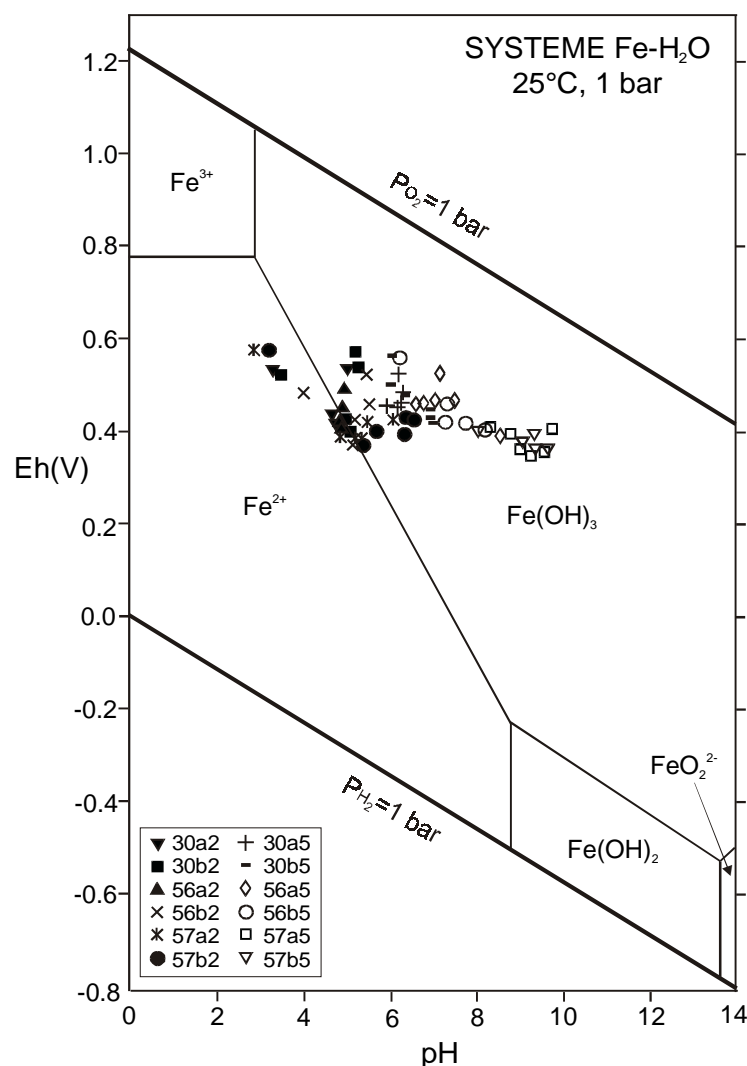 SYSTEME Fe-H₂O
25°C, 1 bar
1.2
1.0
0.8
0.6
0.4
0.2
0.0
-0.2
-0.4
-0.6
-0.8
Eh(V)
Fe³⁺
P_O₂=1 bar
Fe²⁺
Fe(OH)₃
P_H₂=1 bar
Fe(OH)₂
FeO₂²⁻
30a2 30a5
30b2 30b5
56a2 56a5
56b2 56b5
57a2 57a5
57b2 57b5
0 2 4 6 8 10 12 14
pH